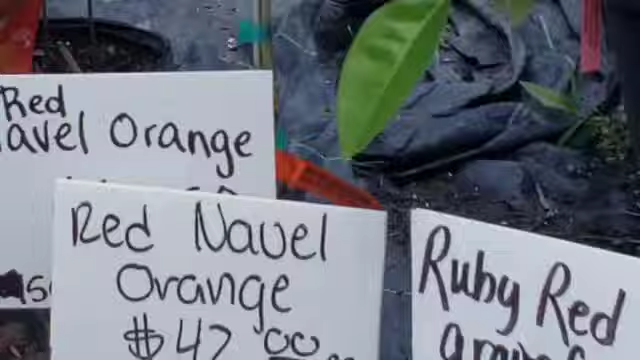 Red
Navel Orange
Red Navel
Orange
$42.00
Ruby Red